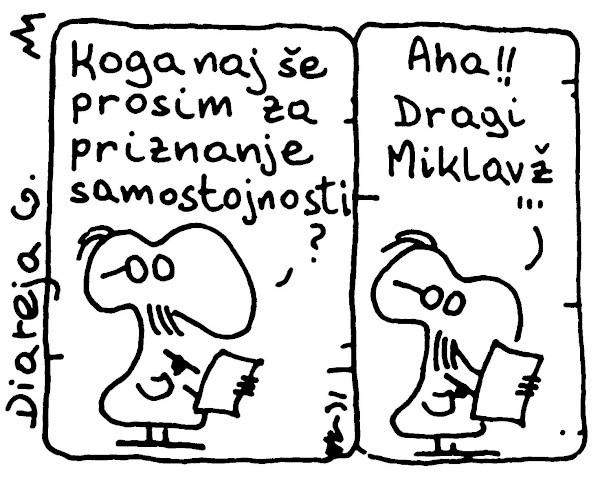 Diareja G.
Koga naj še
prosim za
priznanje
samostojnosti
?
Aha!!
Dragi
Miklavž
...